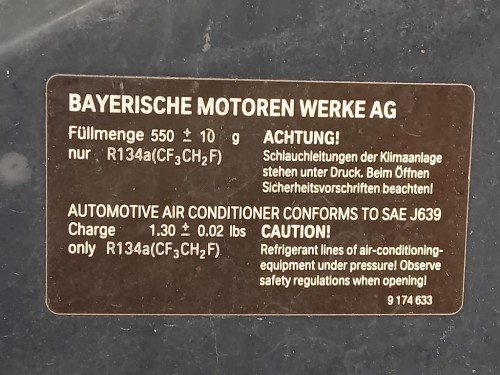 BAYERISCHE MOTOREN WERKE AG
Füllmenge 550 ± 10 g
nur R134a(CF₃CH₂F)
ACHTUNG!
Schlauchleitungen der Klimaanlage
stehen unter Druck. Beim Öffnen
Sicherheitsvorschriften beachten!
AUTOMOTIVE AIR CONDITIONER CONFORMS TO SAE J639
Charge 1.30 ± 0.02 lbs
only R134a(CF₃CH₂F)
CAUTION!
Refrigerant lines of air-conditioning-
equipment under pressure! Observe
safety regulations when opening!
9 174 633